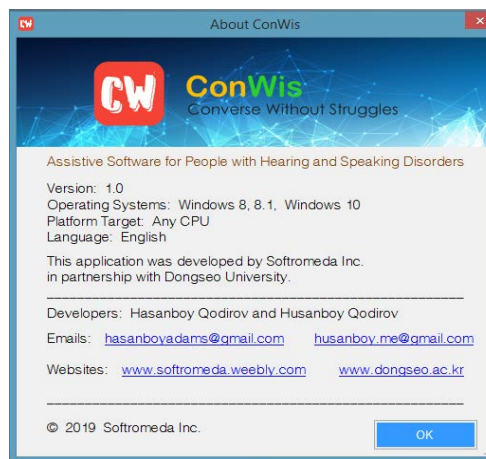 CW
About ConWis
x
CW
ConWis
Converse Without Struggles
Assistive Software for People with Hearing and Speaking Disorders
Version: 1.0
Operating Systems: Windows 8, 8.1, Windows 10
Platform Target: Any CPU
Language: English
This application was developed by Softromeda Inc.
in partnership with Dongseo University.
Developers: Hasanboy Qodirov and Husanboy Qodirov
Emails: hasanboyadams@gmail.com husanboy.me@gmail.com
Websites: www.softromeda.weebly.com www.dongseo.ac.kr
© 2019 Softromeda Inc.
OK